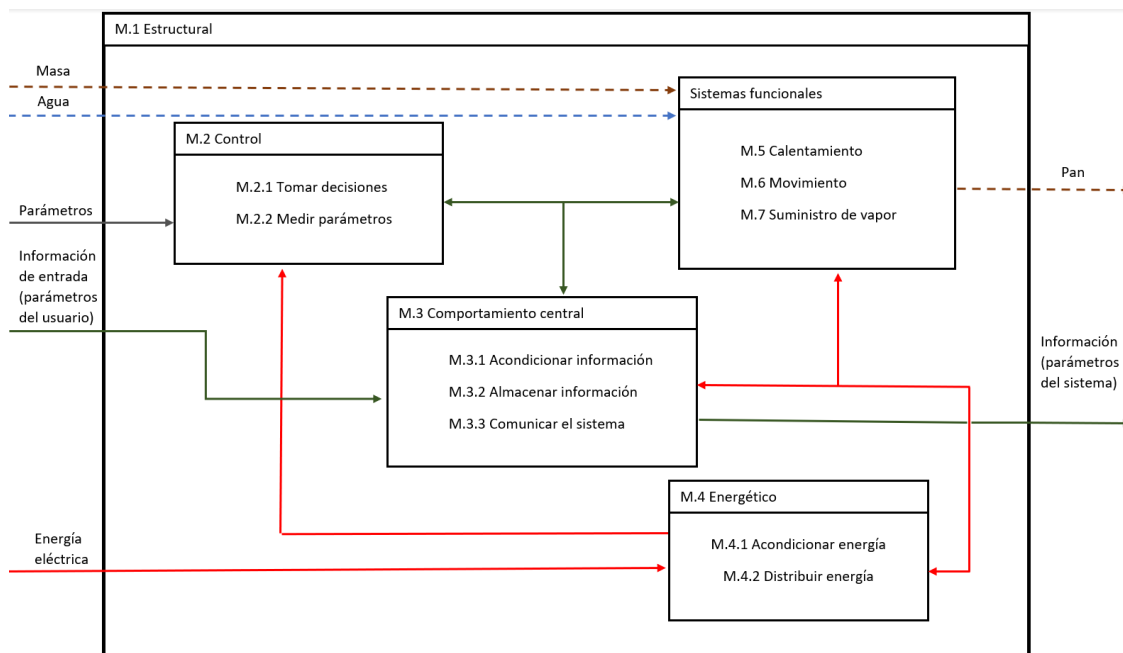 M.1 Estructural
Masa
Agua
Sistemas funcionales
M.5 Calentamiento
M.6 Movimiento
M.7 Suministro de vapor
M.2 Control
M.2.1 Tomar decisiones
M.2.2 Medir parámetros
Pan
Parámetros
Información
de entrada
(parámetros
del usuario)
M.3 Comportamiento central
M.3.1 Acondicionar información
M.3.2 Almacenar información
M.3.3 Comunicar el sistema
Información
(parámetros
del sistema)
M.4 Energético
M.4.1 Acondicionar energía
M.4.2 Distribuir energía
Energía
eléctrica